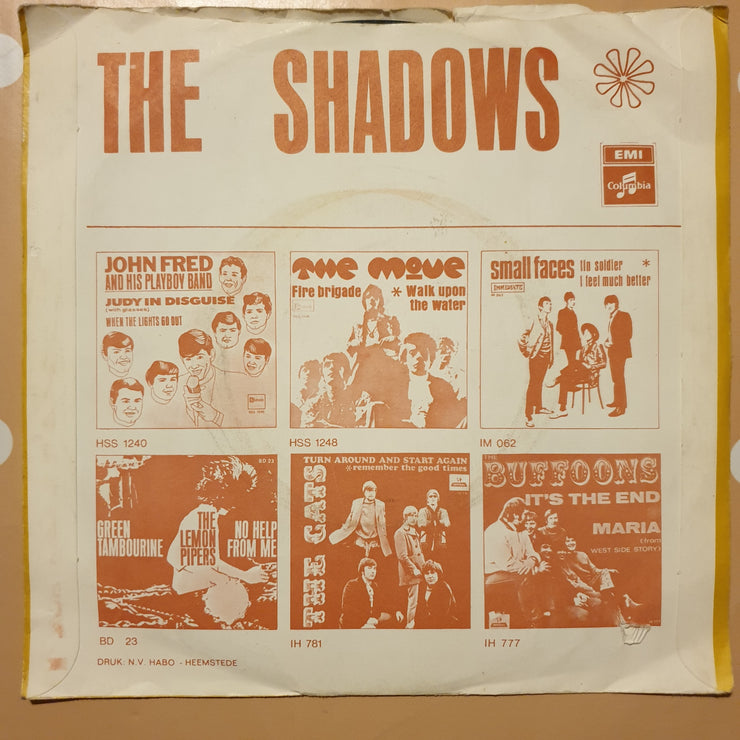 THE SHADOWS
EMI
Columbia
JOHN FRED
AND HIS PLAYBOY BAND
JUDY IN DISGUISE
(with glasses)
WHEN THE LIGHTS GO OUT
HSS 1240
THE MOVE
Fire brigade * Walk upon
the water
HSS 1248
small faces tin soldier *
IMMEDIATE i feel much better
IM 062
BD 23
GREEN
TAMBOURINE
THE
LEMON
PIPERS
NO HELP
FROM ME
BD 23
TURN AROUND AND START AGAIN
*remember the good times
IH 781
THE
BUFFOONS
IT'S THE END
MARIA
(from
WEST SIDE STORY)
IH 777
DRUK: N.V. HABO - HEEMSTEDE